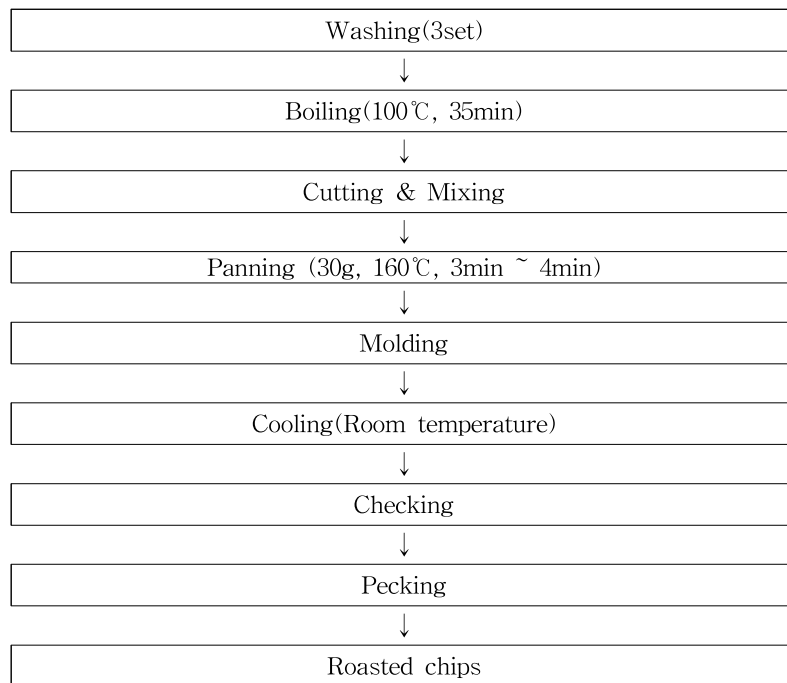 Washing(3set)
↓
Boiling(100℃, 35min)
↓
Cutting & Mixing
↓
Panning (30g, 160℃, 3min ~ 4min)
↓
Molding
↓
Cooling(Room temperature)
↓
Checking
↓
Pecking
↓
Roasted chips